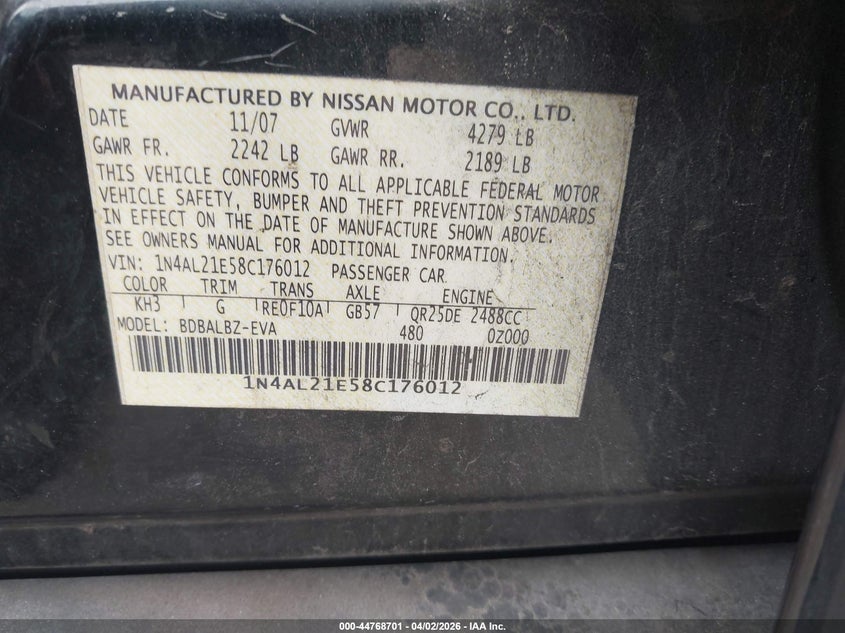 MANUFACTURED BY NISSAN MOTOR CO., LTD.
DATE 11/07 GVWR 4279 LB
GAWR FR. 2242 LB GAWR RR. 2189 LB
THIS VEHICLE CONFORMS TO ALL APPLICABLE FEDERAL MOTOR
VEHICLE SAFETY, BUMPER AND THEFT PREVENTION STANDARDS
IN EFFECT ON THE DATE OF MANUFACTURE SHOWN ABOVE.
SEE OWNERS MANUAL FOR ADDITIONAL INFORMATION.
VIN: 1N4AL21E58C176012 PASSENGER CAR
COLOR TRIM TRANS AXLE ENGINE
KH3 G RE0F10A GB57 QR25DE 2488CC
MODEL: BDBALBZ-EVA 480 0Z000
1N4AL21E58C176012
000-44768701 - 04/02/2026 - IAA Inc.